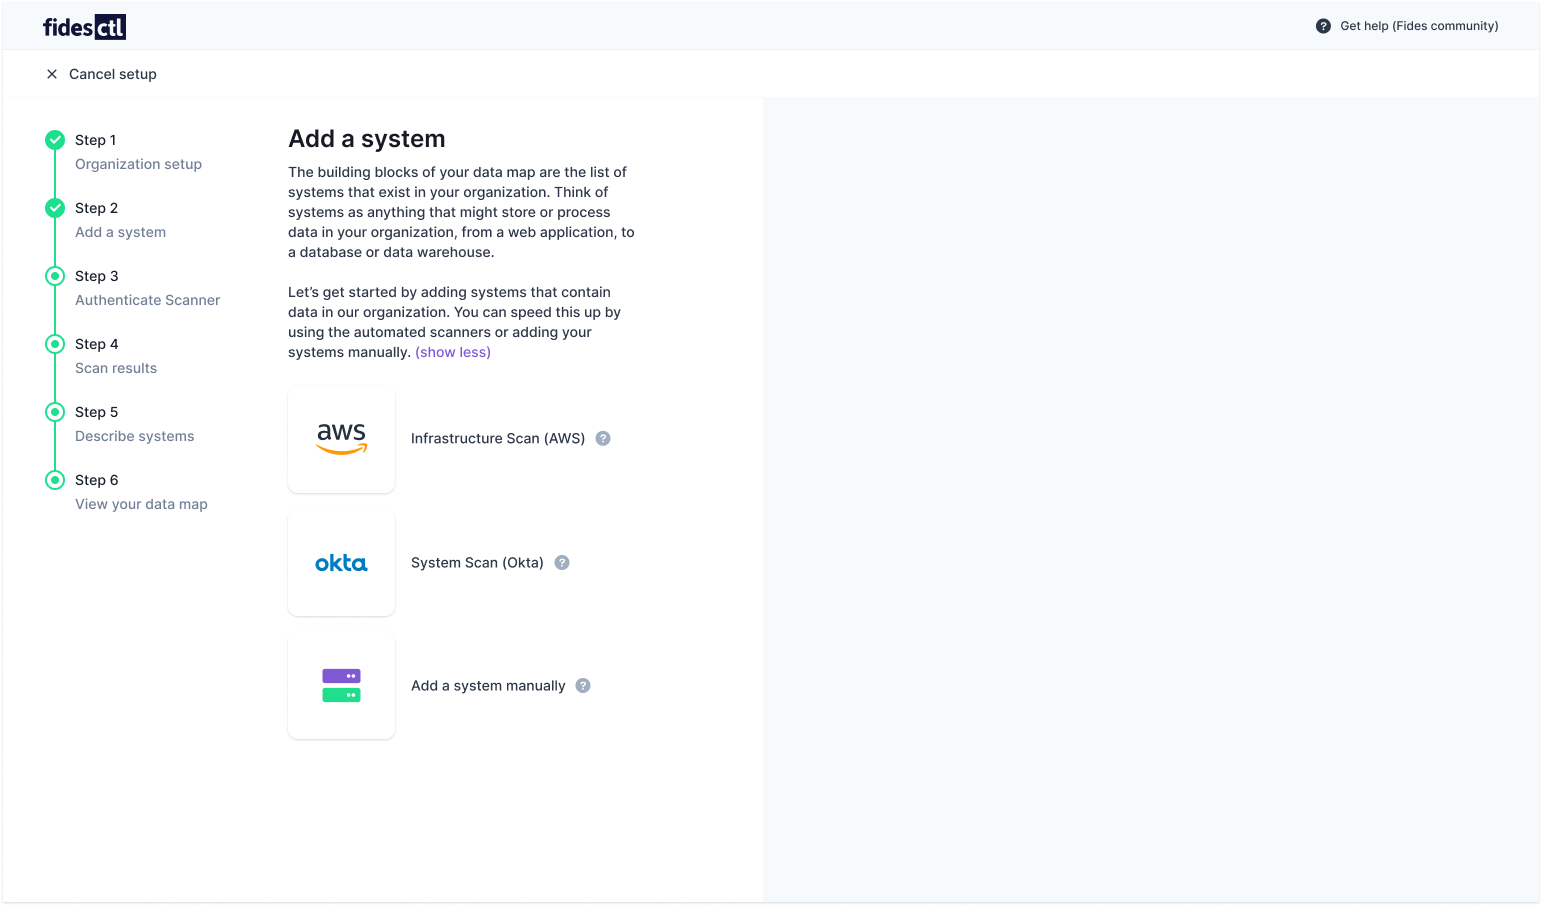 fidesctl
Get help (Fides community)
Cancel setup
Step 1
Organization setup
Step 2
Add a system
Step 3
Authenticate Scanner
Step 4
Scan results
Step 5
Describe systems
Step 6
View your data map
Add a system
The building blocks of your data map are the list of
systems that exist in your organization. Think of
systems as anything that might store or process
data in your organization, from a web application, to
a database or data warehouse.
Let’s get started by adding systems that contain
data in our organization. You can speed this up by
using the automated scanners or adding your
systems manually. (show less)
aws
Infrastructure Scan (AWS) ?
okta
System Scan (Okta) ?
Add a system manually ?